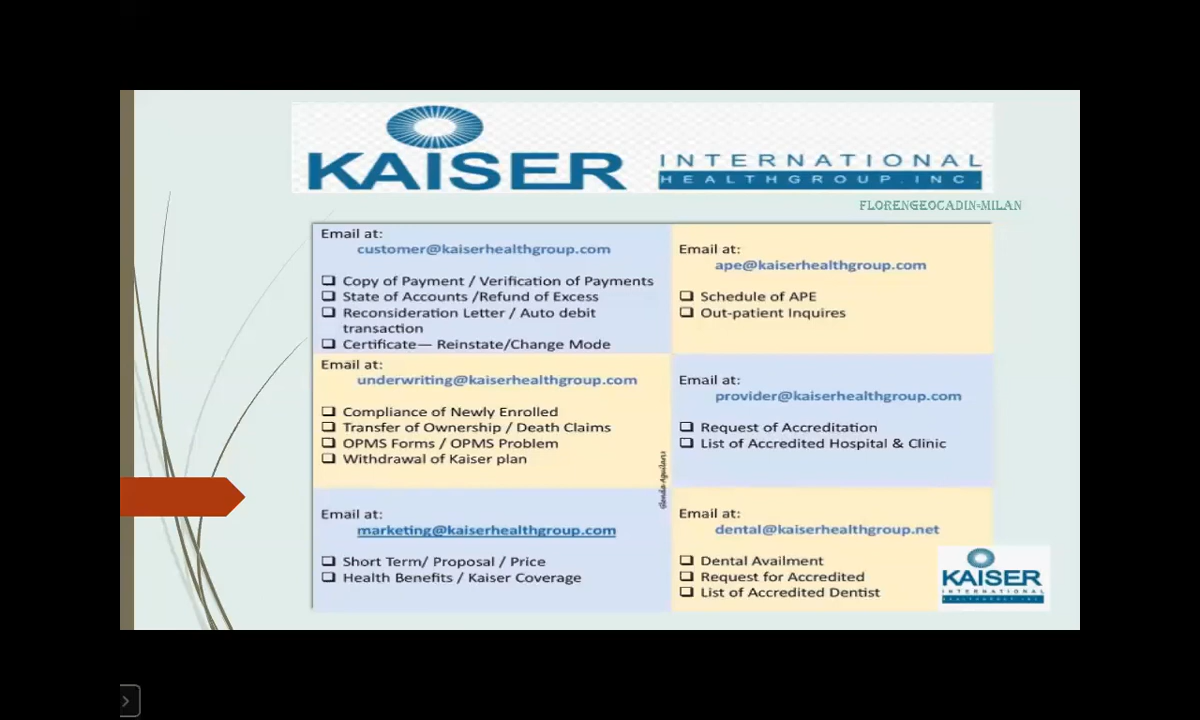 KAISER
INTERNATIONAL
HEALTHGROUP.INC.
FLORENGEOCADIN-MILAN
Email at:
customer@kaiserhealthgroup.com
Copy of Payment / Verification of Payments
State of Accounts /Refund of Excess
Reconsideration Letter / Auto debit
transaction
Certificate— Reinstate/Change Mode
Email at:
ape@kaiserhealthgroup.com
Schedule of APE
Out-patient Inquires
Email at:
underwriting@kaiserhealthgroup.com
Compliance of Newly Enrolled
Transfer of Ownership / Death Claims
OPMS Forms / OPMS Problem
Withdrawal of Kaiser plan
Email at:
provider@kaiserhealthgroup.com
Request of Accreditation
List of Accredited Hospital & Clinic
Glenda Aguilans
Email at:
marketing@kaiserhealthgroup.com
Short Term/ Proposal / Price
Health Benefits / Kaiser Coverage
Email at:
dental@kaiserhealthgroup.net
Dental Availment
Request for Accredited
List of Accredited Dentist
KAISER
INTERNATIONAL